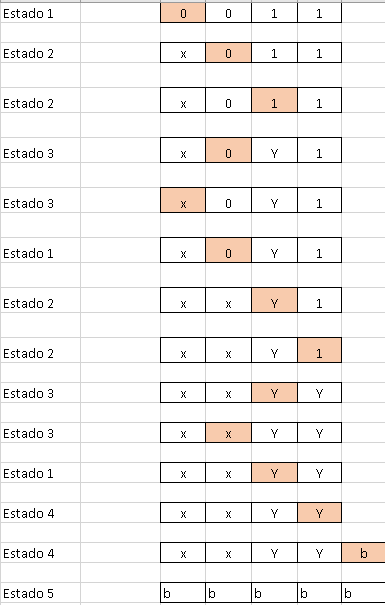 Estado 1 0 0 1 1
Estado 2 x 0 1 1
Estado 2 x 0 1 1
Estado 3 x 0 Y 1
Estado 3 x 0 Y 1
Estado 1 x 0 Y 1
Estado 2 x x Y 1
Estado 2 x x Y 1
Estado 3 x x Y Y
Estado 3 x x Y Y
Estado 1 x x Y Y
Estado 4 x x Y Y
Estado 4 x x Y Y b
Estado 5 b b b b b